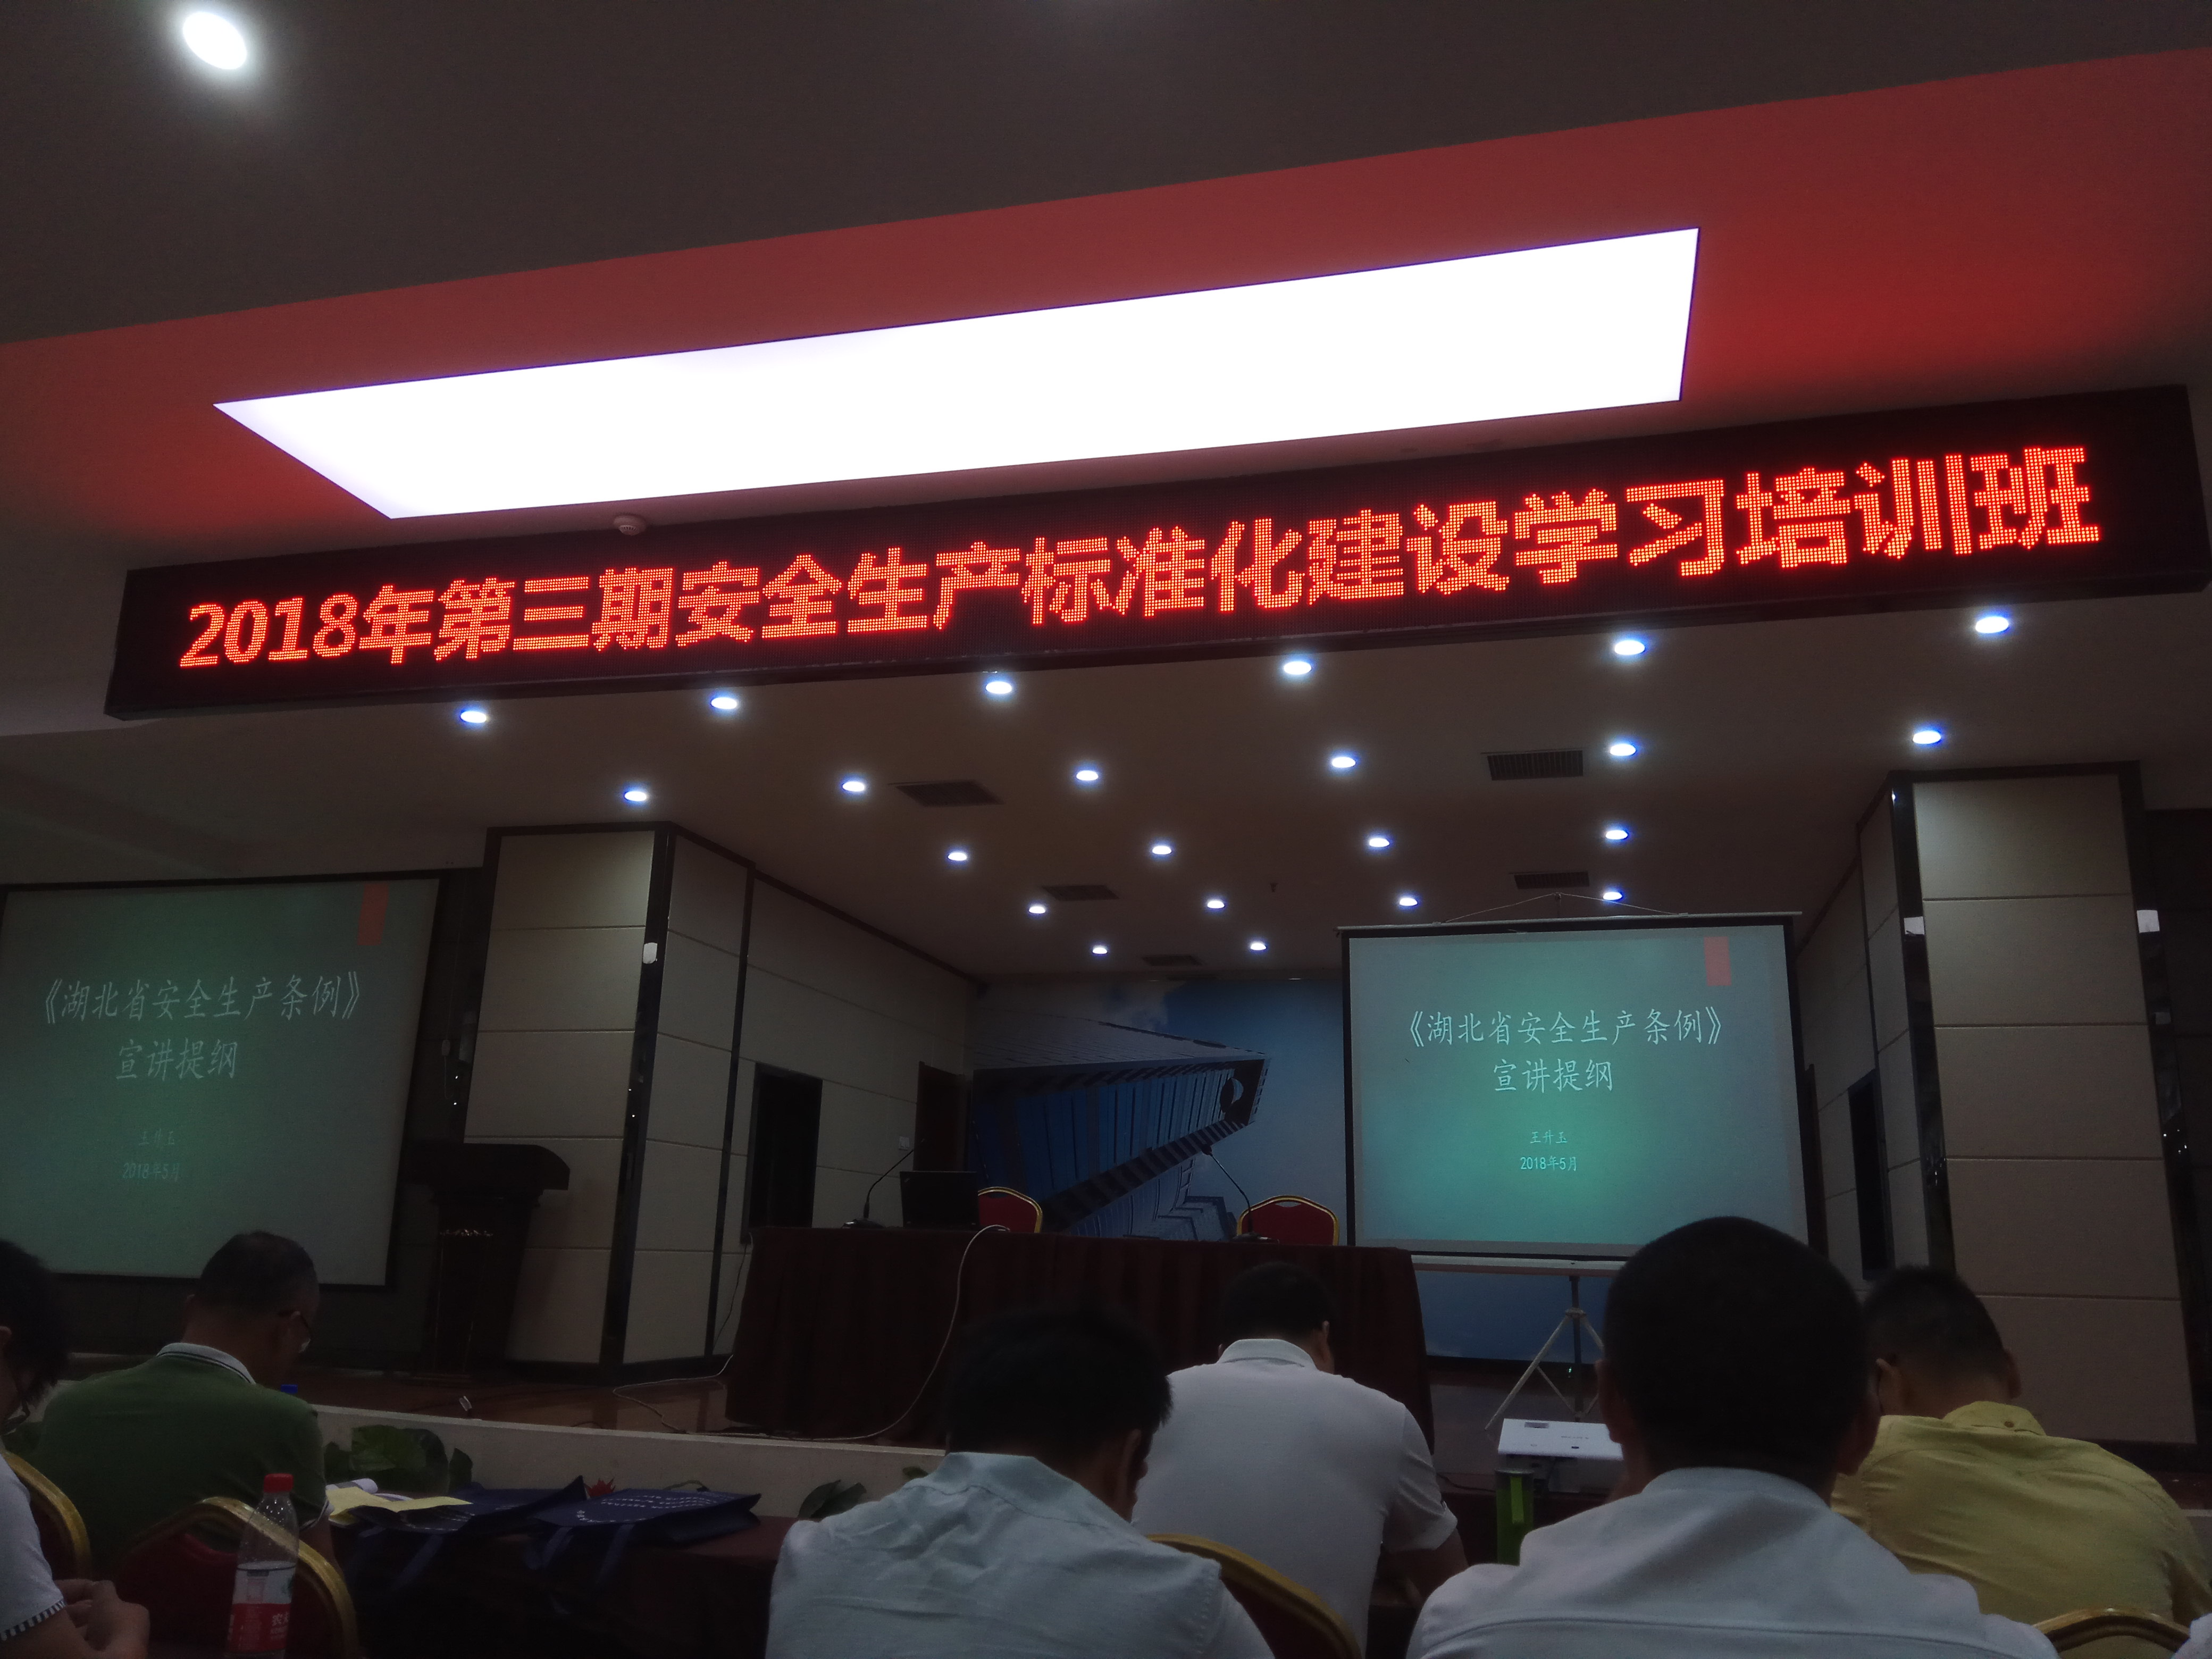 2018年第三期安全生产标准化建设学习培训班
《湖北省安全生产条例》
宣讲提纲
王升玉
2018年5月
《湖北省安全生产条例》
宣讲提纲
王升玉
2018年5月